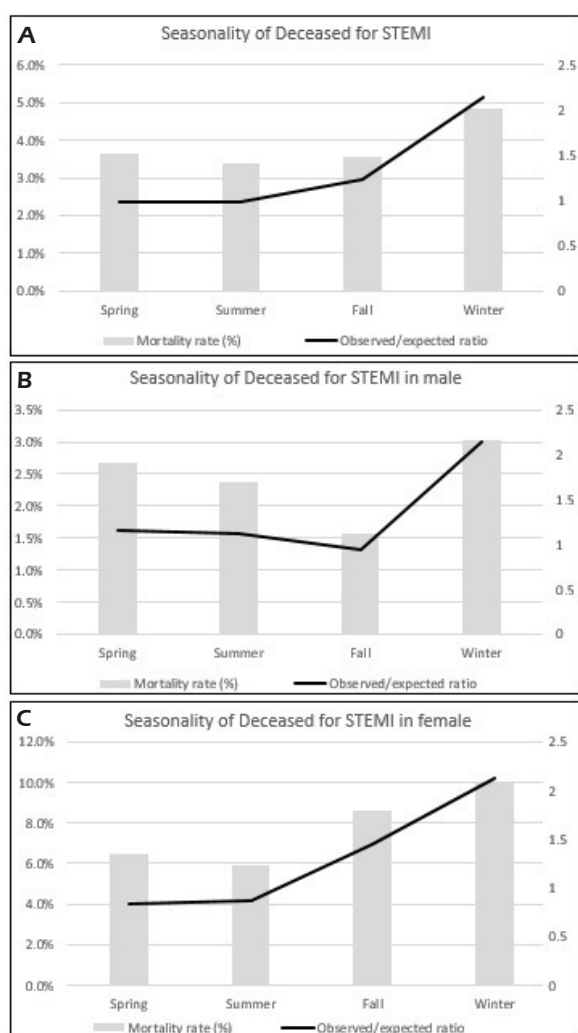 A
Seasonality of Deceased for STEMI
6.0% 2.5
5.0% 2
4.0% 1.5
3.0%
2.0% 1
1.0% 0.5
0.0% 0
Spring Summer Fall Winter
Mortality rate (%) Observed/expected ratio
B
Seasonality of Deceased for STEMI in male
3.5% 2.5
3.0% 2
2.5%
2.0% 1.5
1.5% 1
1.0%
0.5% 0.5
0.0% 0
Spring Summer Fall Winter
Mortality rate (%) Observed/expected ratio
C
Seasonality of Deceased for STEMI in female
12.0% 2.5
10.0% 2
8.0% 1.5
6.0%
4.0% 1
2.0% 0.5
0.0% 0
Spring Summer Fall Winter
Mortality rate (%) Observed/expected ratio